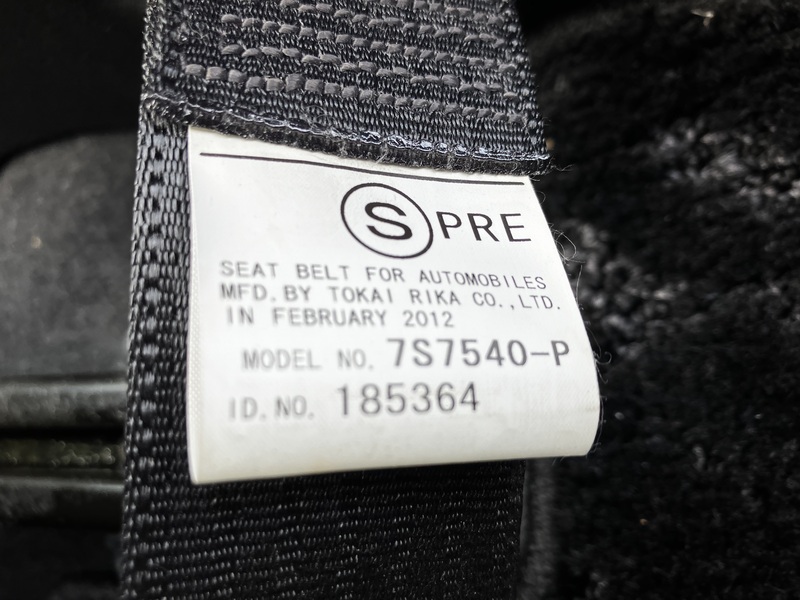 Ⓢ PRE
SEAT BELT FOR AUTOMOBILES
MFD. BY TOKAI RIKA CO.,LTD.
IN FEBRUARY 2012
MODEL NO. 7S7540-P
ID.NO. 185364